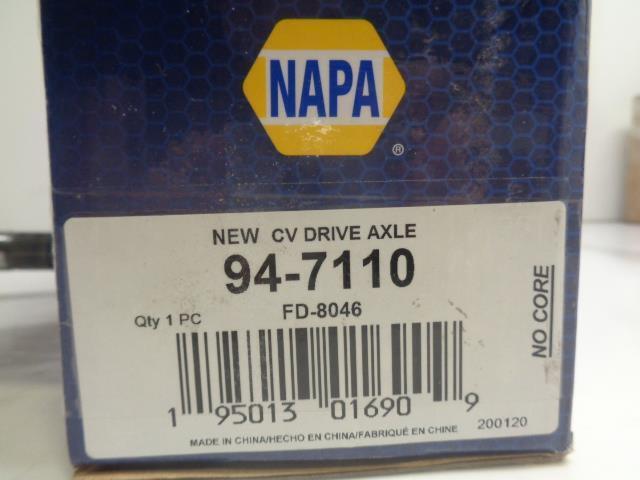 NAPA
®
NEW CV DRIVE AXLE
94-7110
FD-8046
Qty 1 PC
NO CORE
1 95013 01690 9
200120
MADE IN CHINA/HECHO EN CHINA/FABRIQUÉ EN CHINE